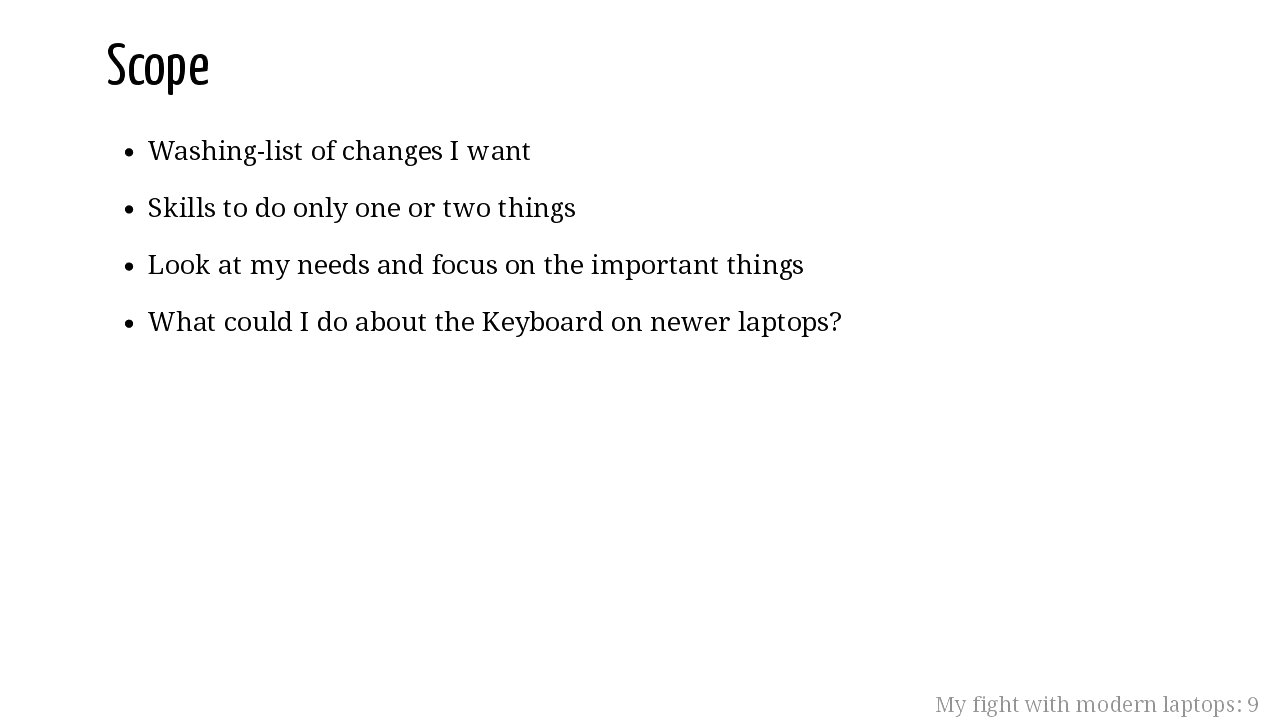 Scope
• Washing-list of changes I want
• Skills to do only one or two things
• Look at my needs and focus on the important things
• What could I do about the Keyboard on newer laptops?
My fight with modern laptops: 9